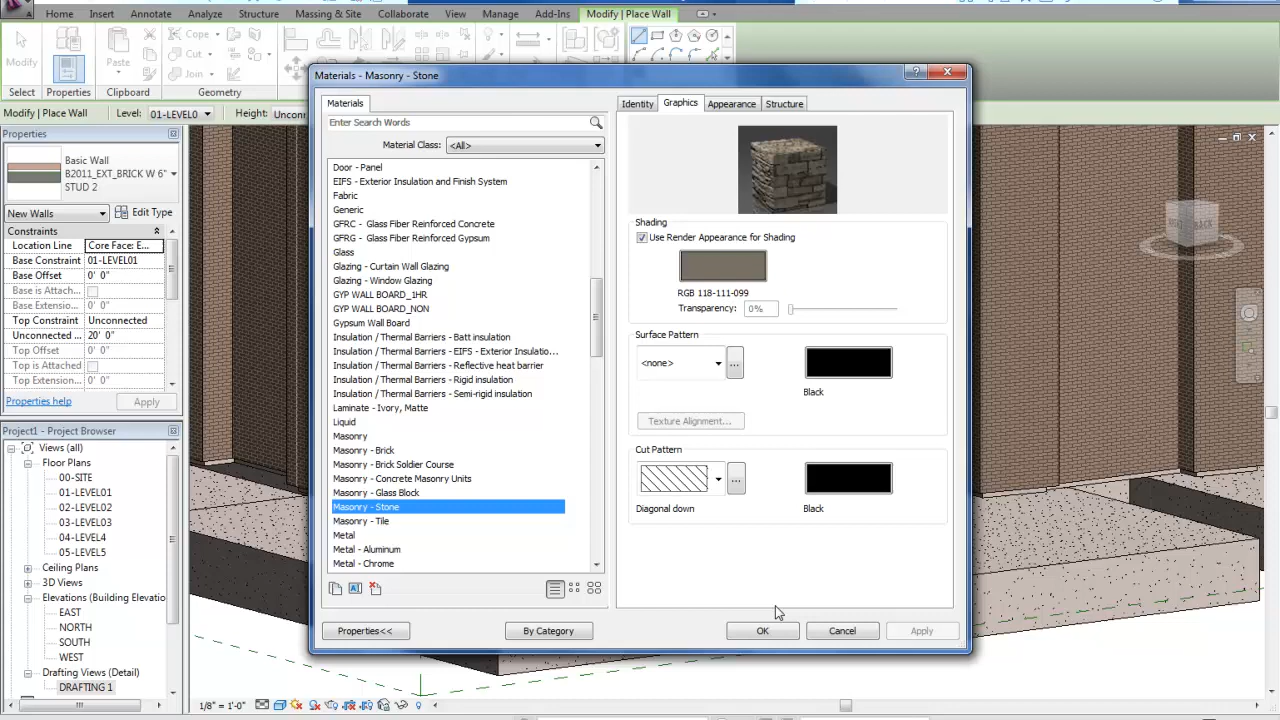 Home Insert Annotate Analyze Structure Massing & Site Collaborate View Manage Add-Ins Modify | Place Wall
Modify Paste Cope Cut Join
Select Properties Clipboard Geometry
Modify | Place Wall Level: 01-LEVEL0 Height: Unconn
Properties
Basic Wall
B2011_EXT_BRICK W 6"
STUD 2
New Walls Edit Type
Constraints
Location Line Core Face: E...
Base Constraint 01-LEVEL01
Base Offset 0' 0"
Base is Attach...
Base Extensio... 0' 0"
Top Constraint Unconnected
Unconnected ... 20' 0"
Top Offset 0' 0"
Top is Attached
Top Extension... 0' 0"
Properties help Apply
Project1 - Project Browser
Views (all)
Floor Plans
00-SITE
01-LEVEL01
02-LEVEL02
03-LEVEL03
04-LEVEL4
05-LEVEL5
Ceiling Plans
3D Views
Elevations (Building Elevatio
EAST
NORTH
SOUTH
WEST
Drafting Views (Detail)
DRAFTING 1
Materials - Masonry - Stone
Materials
Enter Search Words
Material Class: <All>
Door - Panel
EIFS - Exterior Insulation and Finish System
Fabric
Generic
GFRC - Glass Fiber Reinforced Concrete
GFRG - Glass Fiber Reinforced Gypsum
Glass
Glazing - Curtain Wall Glazing
Glazing - Window Glazing
GYP WALL BOARD_1HR
GYP WALL BOARD_NON
Gypsum Wall Board
Insulation / Thermal Barriers - Batt insulation
Insulation / Thermal Barriers - EIFS - Exterior Insulatio...
Insulation / Thermal Barriers - Reflective heat barrier
Insulation / Thermal Barriers - Rigid insulation
Insulation / Thermal Barriers - Semi-rigid insulation
Laminate - Ivory, Matte
Liquid
Masonry
Masonry - Brick
Masonry - Brick Soldier Course
Masonry - Concrete Masonry Units
Masonry - Glass Block
Masonry - Stone
Masonry - Tile
Metal
Metal - Aluminum
Metal - Chrome
Properties<< By Category
Identity Graphics Appearance Structure
Shading
Use Render Appearance for Shading
RGB 118-111-099
Transparency: 0%
Surface Pattern
<none> ...
Black
Texture Alignment...
Cut Pattern
...
Diagonal down Black
OK Cancel Apply
BACK
1/8" = 1'-0"